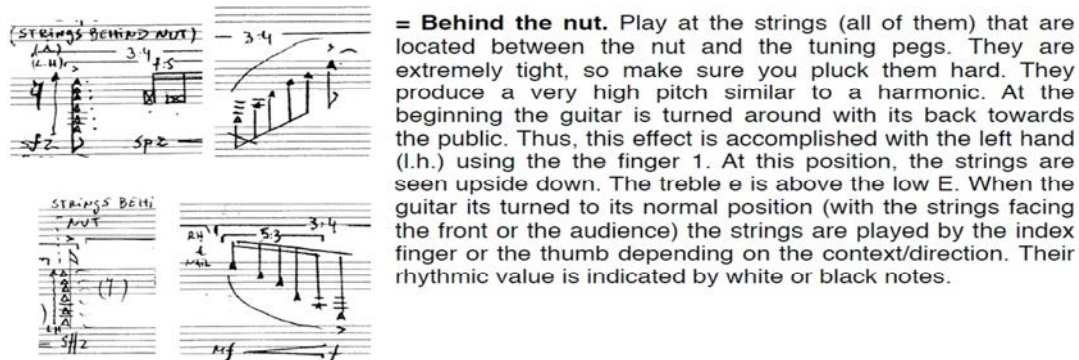 (STRINGS BEHIND NUT)
(L.H)
3:4
7:5
sfz
3:4
STRINGS BEHI
NUT
(7)
LH
sffz
RH
5:3
3:4
mf
f
= Behind the nut. Play at the strings (all of them) that are
located between the nut and the tuning pegs. They are
extremely tight, so make sure you pluck them hard. They
produce a very high pitch similar to a harmonic. At the
beginning the guitar is turned around with its back towards
the public. Thus, this effect is accomplished with the left hand
(l.h.) using the the finger 1. At this position, the strings are
seen upside down. The treble e is above the low E. When the
guitar its turned to its normal position (with the strings facing
the front or the audience) the strings are played by the index
finger or the thumb depending on the context/direction. Their
rhythmic value is indicated by white or black notes.